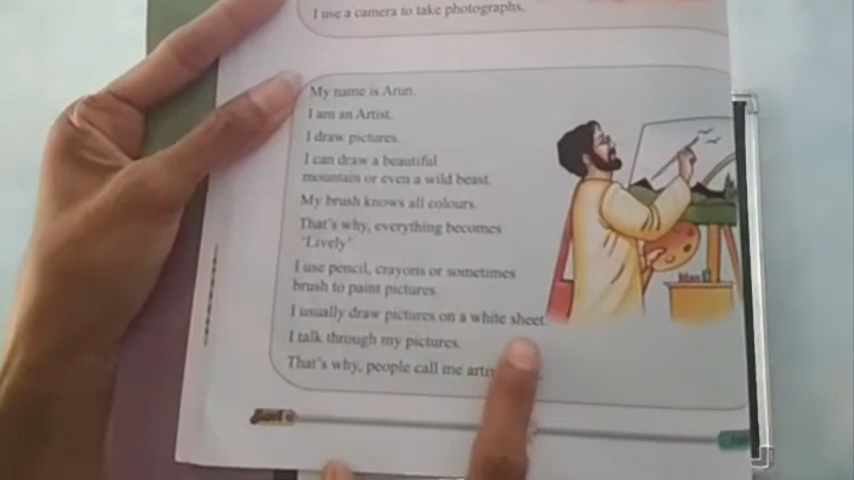 I use a camera to take photographs.
My name is Arun.
I am an Artist.
I draw pictures.
I can draw a beautiful
mountain or even a wild beast.
My brush knows all colours.
That's why, everything becomes
'Lively'
I use pencil, crayons or sometimes
brush to paint pictures.
I usually draw pictures on a white sheet.
I talk through my pictures.
That's why, people call me